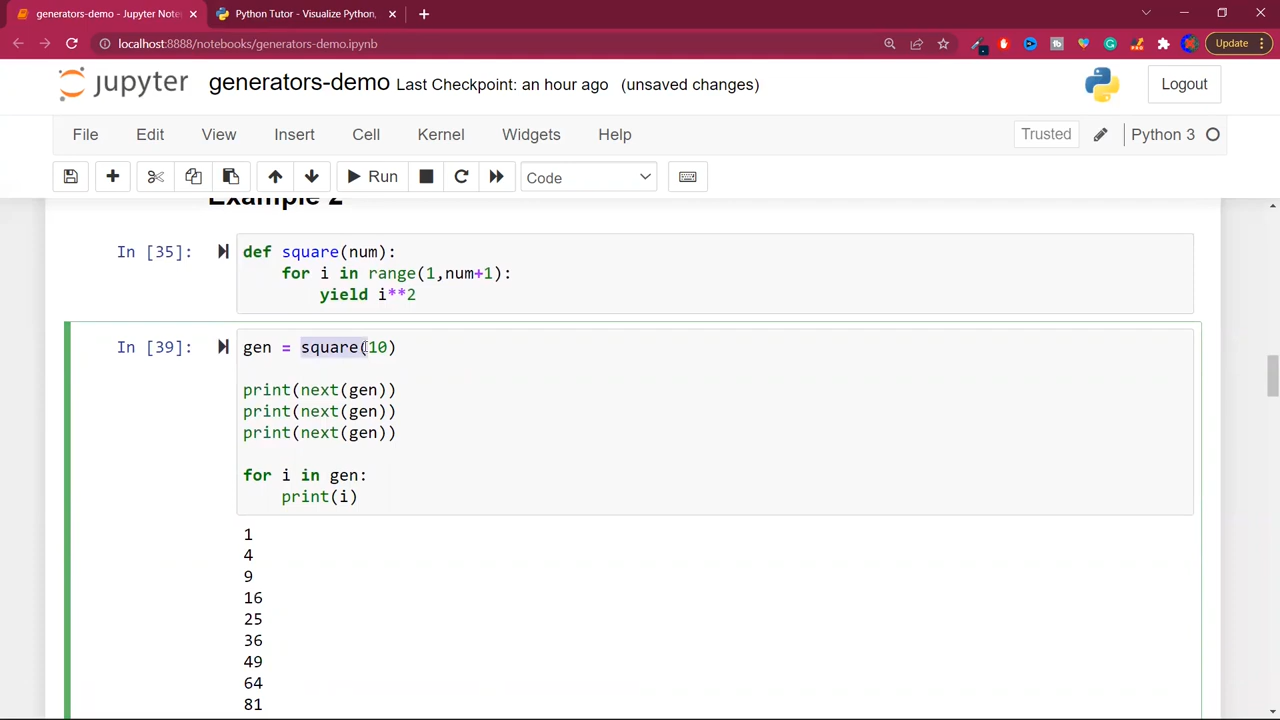 generators-demo - Jupyter Note
Python Tutor - Visualize Python,
localhost:8888/notebooks/generators-demo.ipynb
Update
jupyter
generators-demo Last Checkpoint: an hour ago (unsaved changes)
Logout
File Edit View Insert Cell Kernel Widgets Help
Trusted
Python 3
Run
Code
Example 2
In [35]:
def square(num):
    for i in range(1,num+1):
        yield i**2
In [39]:
gen = square(10)
print(next(gen))
print(next(gen))
print(next(gen))
for i in gen:
    print(i)
1
4
9
16
25
36
49
64
81